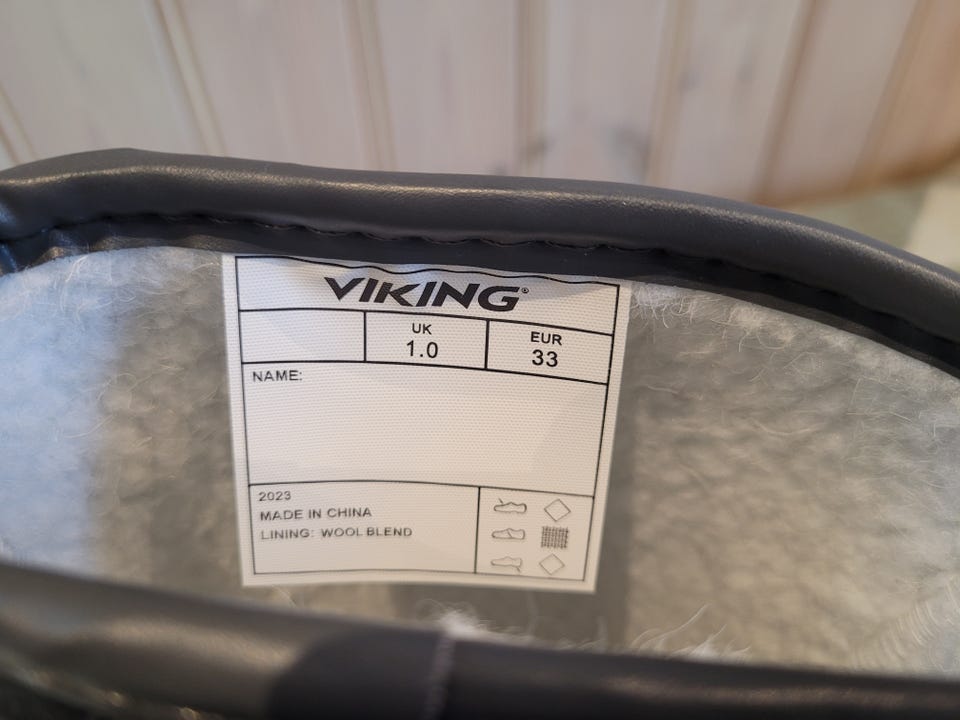 VIKING®
UK
1.0
EUR
33
NAME:
2023
MADE IN CHINA
LINING: WOOL BLEND